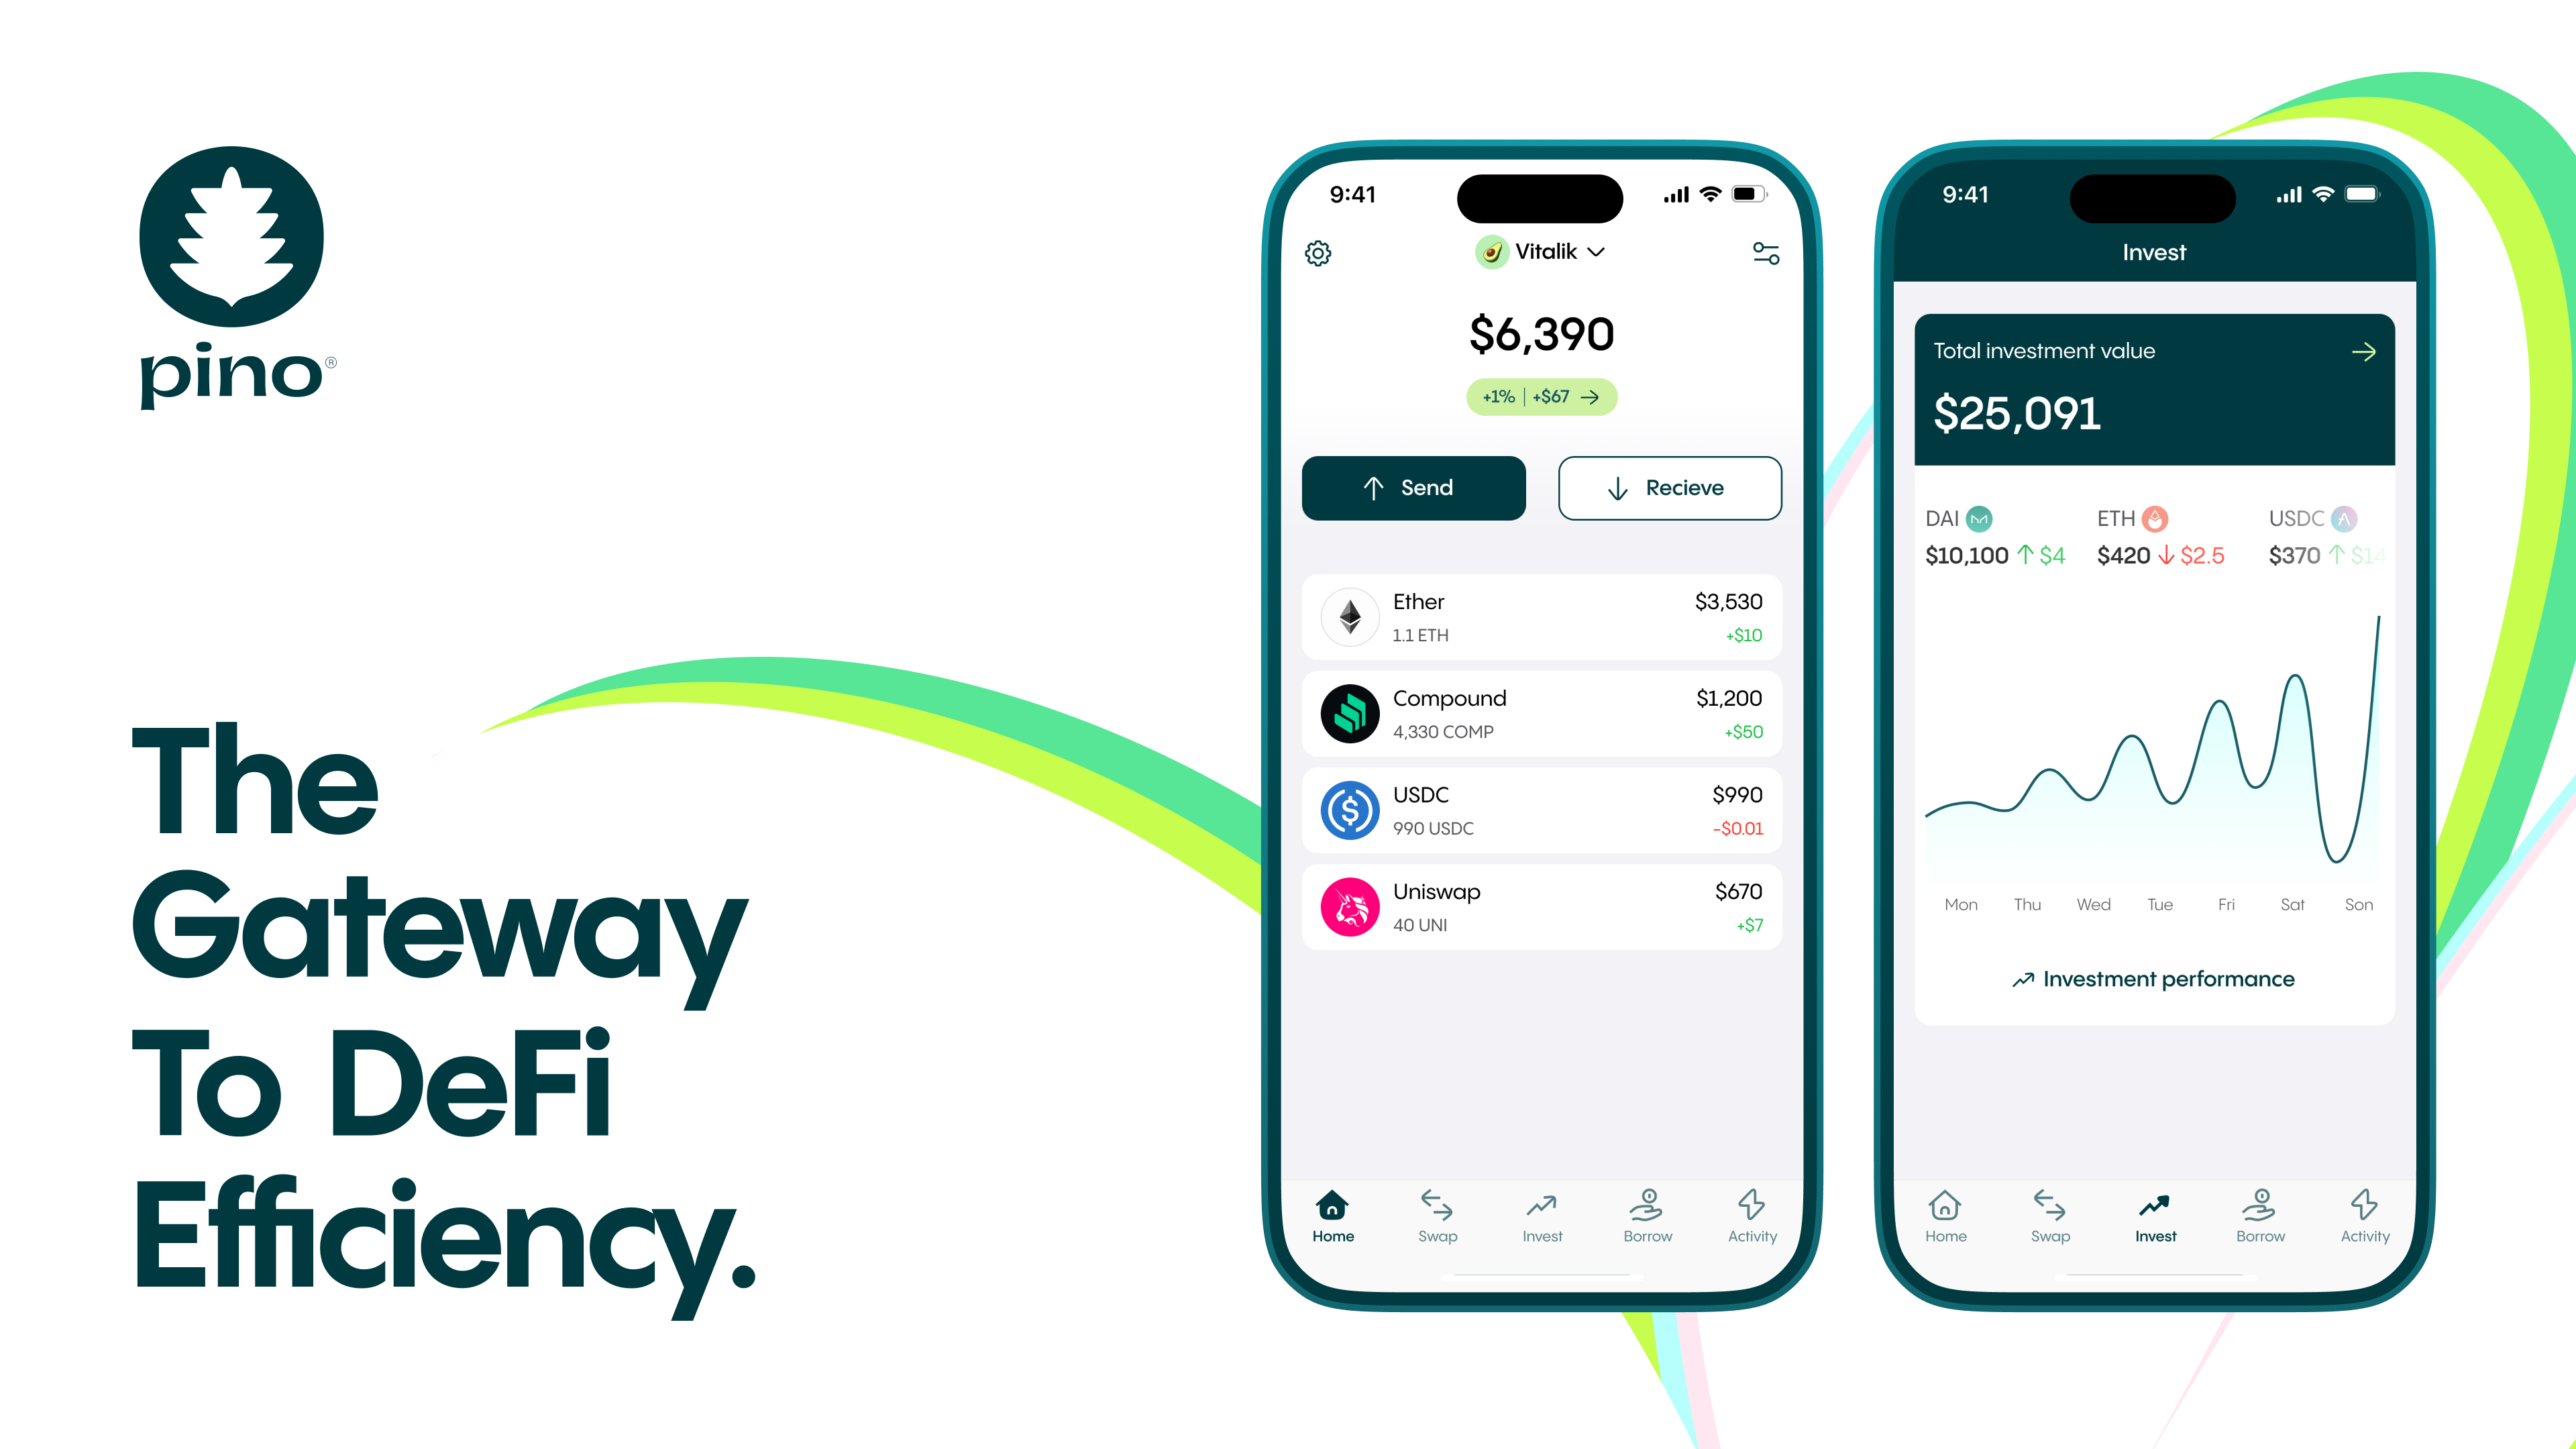 pino®
The
Gateway
To DeFi
Efficiency.
9:41
Vitalik
$6,390
+1% | +$67
Send
Recieve
Ether $3,530
1.1 ETH +$10
Compound $1,200
4,330 COMP +$50
USDC $990
990 USDC -$0.01
Uniswap $670
40 UNI +$7
Home Swap Invest Borrow Activity
9:41
Invest
Total investment value
$25,091
DAI ETH USDC
$10,100 $4 $420 $2.5 $370 $14
Mon Thu Wed Tue Fri Sat Son
Investment performance
Home Swap Invest Borrow Activity